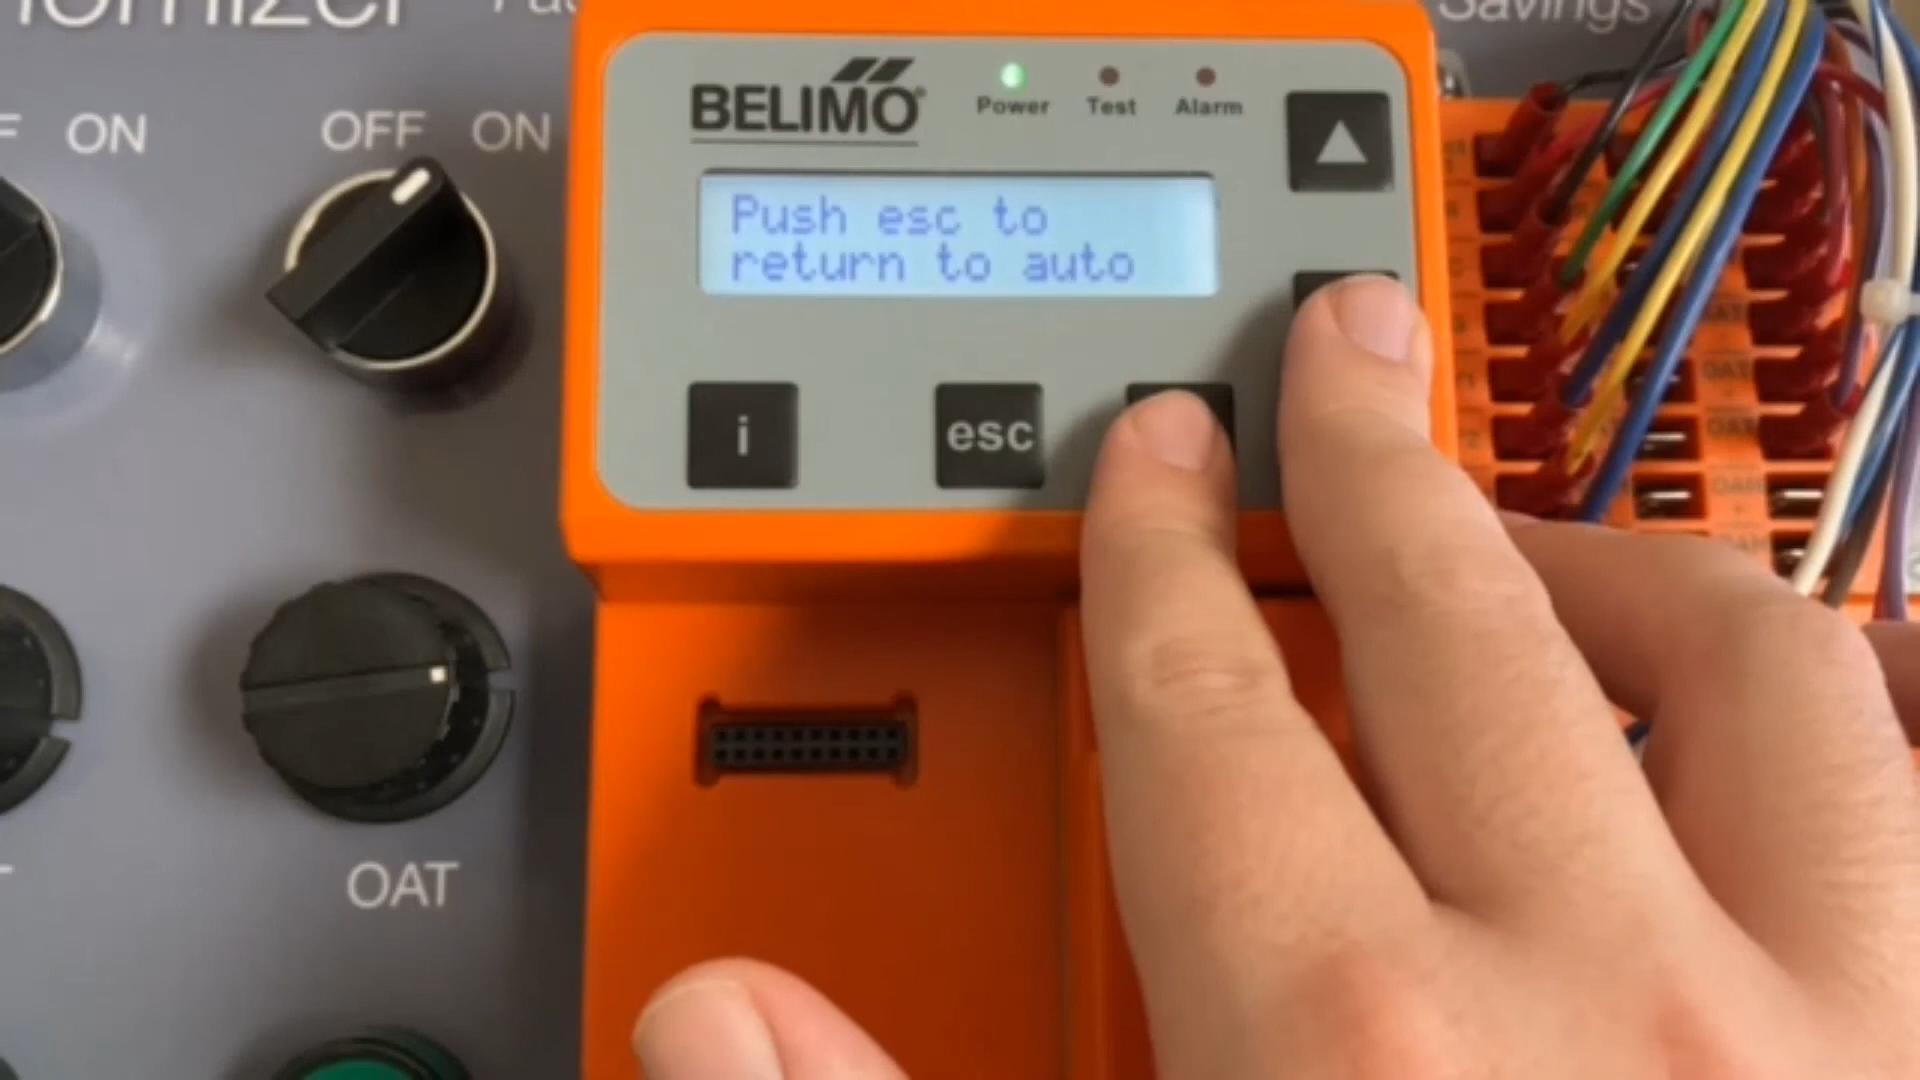 Savings
ON
OFF ON
BELIMO
Power Test Alarm
Push esc to
return to auto
i
esc
OAT